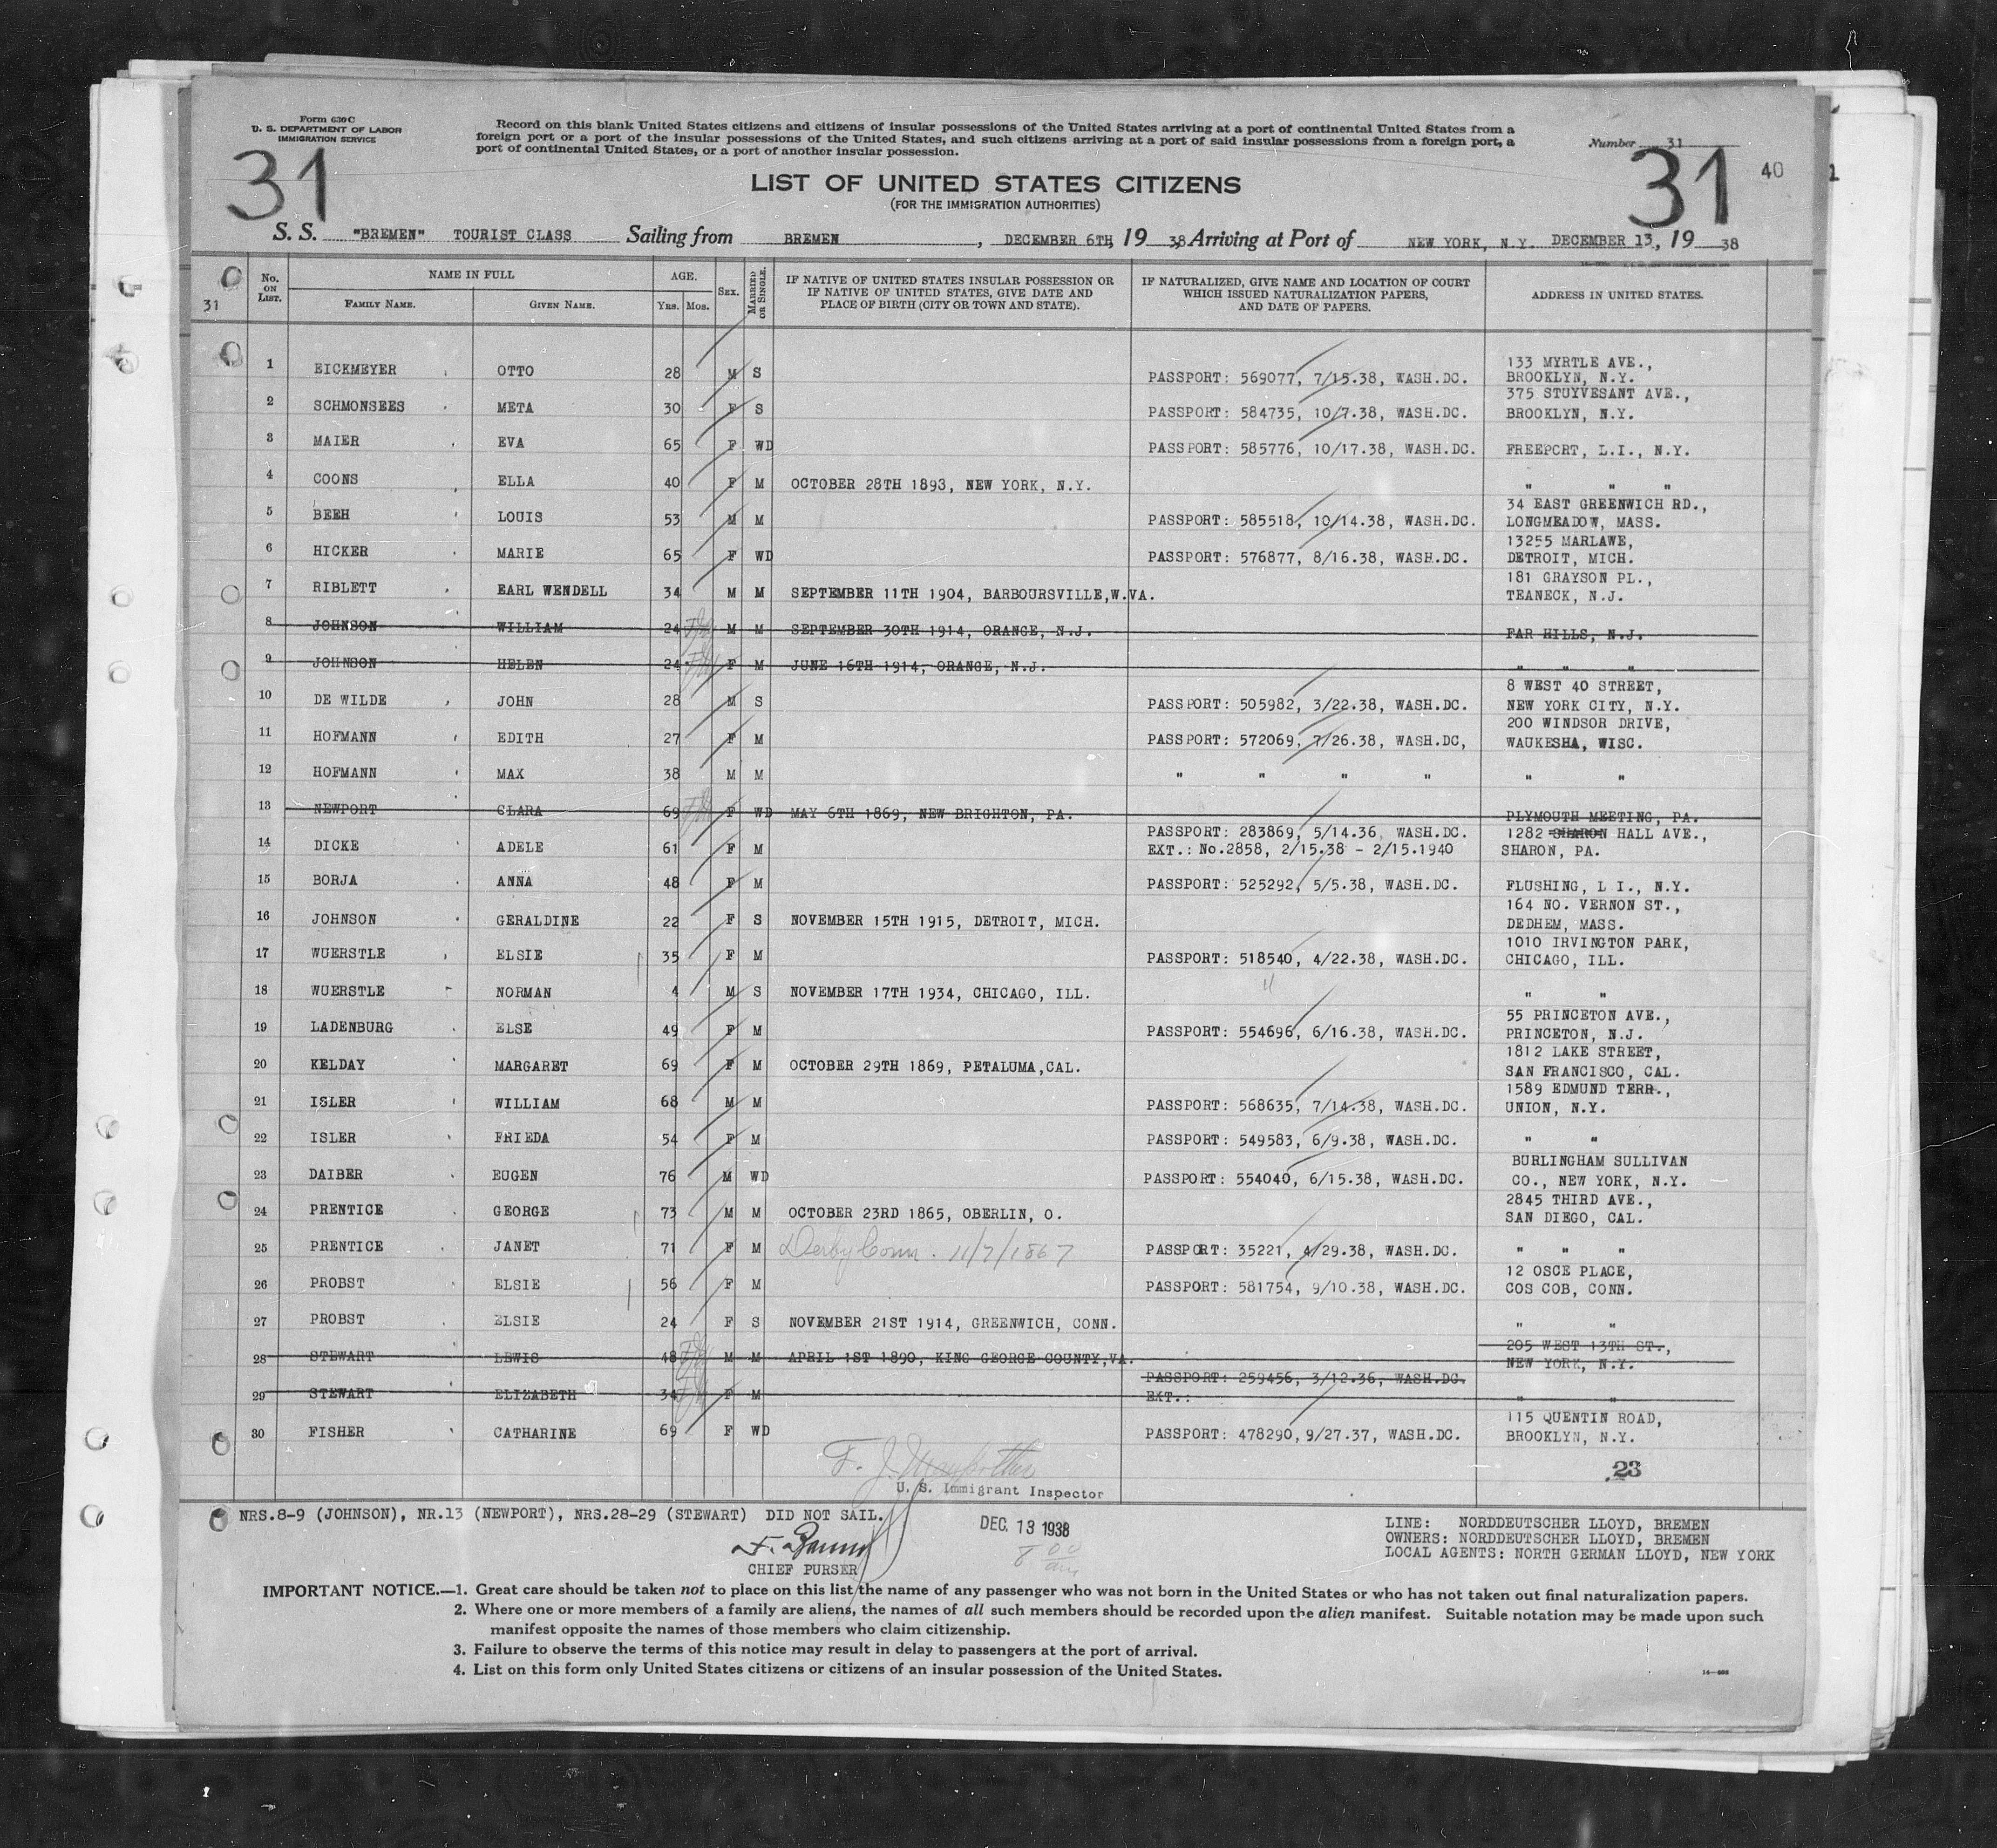 Form 630 C
U. S. DEPARTMENT OF LABOR
IMMIGRATION SERVICE
Record on this blank United States citizens and citizens of insular possessions of the United States arriving at a port of continental United States from a
foreign port or a port of the insular possessions of the United States, and such citizens arriving at a port of said insular possessions from a foreign port, a
port of continental United States, or a port of another insular possession.
Number 31
31
31
40
LIST OF UNITED STATES CITIZENS
(FOR THE IMMIGRATION AUTHORITIES)
S. S. "BREMEN" TOURIST CLASS Sailing from BREMEN, DECEMBER 6TH, 19 38, Arriving at Port of NEW YORK, N.Y. DECEMBER 13, 19 38
31
No. ON LIST. NAME IN FULL FAMILY NAME. GIVEN NAME. AGE. YRS. MOS. SEX. MARRIED OR SINGLE. IF NATIVE OF UNITED STATES INSULAR POSSESSION OR IF NATIVE OF UNITED STATES, GIVE DATE AND PLACE OF BIRTH (CITY OR TOWN AND STATE). IF NATURALIZED, GIVE NAME AND LOCATION OF COURT WHICH ISSUED NATURALIZATION PAPERS, AND DATE OF PAPERS. ADDRESS IN UNITED STATES.
1 EICKMEYER OTTO 28 M S PASSPORT: 569077, 7/15.38, WASH.DC. 133 MYRTLE AVE., BROOKLYN, N.Y.
2 SCHMONSEES META 30 F S PASSPORT: 584735, 10/7.38, WASH.DC. 375 STUYVESANT AVE., BROOKLYN, N.Y.
3 MAIER EVA 65 F WD PASSPORT: 585776, 10/17.38, WASH.DC. FREEPORT, L.I., N.Y.
4 COONS ELLA 40 F M OCTOBER 28TH 1893, NEW YORK, N.Y. " " "
5 BEEH LOUIS 53 M M PASSPORT: 585518, 10/14.38, WASH.DC. 34 EAST GREENWICH RD., LONGMEADOW, MASS.
6 HICKER MARIE 65 F WD PASSPORT: 576877, 8/16.38, WASH.DC. 13255 MARLAWE, DETROIT, MICH.
7 RIBLETT EARL WENDELL 34 M M SEPTEMBER 11TH 1904, BARBOURSVILLE,W.VA. 181 GRAYSON PL., TEANECK, N.J.
8 JOHNSON WILLIAM 24 M M SEPTEMBER 30TH 1914, ORANGE, N.J. FAR HILLS, N.J.
9 JOHNSON HELEN 24 F M JUNE 16TH 1914, ORANGE, N.J. " " "
10 DE WILDE JOHN 28 M S PASSPORT: 505982, 3/22.38, WASH.DC. 8 WEST 40 STREET, NEW YORK CITY, N.Y.
11 HOFMANN EDITH 27 F M PASSPORT: 572069, 7/26.38, WASH.DC, 200 WINDSOR DRIVE, WAUKESHA, WISC.
12 HOFMANN MAX 38 M M " " " " " "
13 NEWPORT CLARA 69 F WD MAY 6TH 1869, NEW BRIGHTON, PA. PLYMOUTH MEETING, PA.
14 DICKE ADELE 61 F M PASSPORT: 283869, 5/14.36, WASH.DC. EXT.: No.2858, 2/15.38 - 2/15.1940 1282 SHARON HALL AVE., SHARON, PA.
15 BORJA ANNA 48 F M PASSPORT: 525292, 5/5.38, WASH.DC. FLUSHING, L I., N.Y.
16 JOHNSON GERALDINE 22 F S NOVEMBER 15TH 1915, DETROIT, MICH. 164 NO. VERNON ST., DEDHEM, MASS.
17 WUERSTLE ELSIE 35 F M PASSPORT: 518540, 4/22.38, WASH.DC. 1010 IRVINGTON PARK, CHICAGO, ILL.
18 WUERSTLE NORMAN 4 M S NOVEMBER 17TH 1934, CHICAGO, ILL. " " "
19 LADENBURG ELSE 49 F M PASSPORT: 554696, 6/16.38, WASH.DC. 55 PRINCETON AVE., PRINCETON, N.J.
20 KELDAY MARGARET 69 F M OCTOBER 29TH 1869, PETALUMA,CAL. 1812 LAKE STREET, SAN FRANCISCO, CAL.
21 ISLER WILLIAM 68 M M PASSPORT: 568635, 7/14.38, WASH.DC. 1589 EDMUND TERR., UNION, N.Y.
22 ISLER FRIEDA 54 F M PASSPORT: 549583, 6/9.38, WASH.DC. " "
23 DAIBER EUGEN 76 M WD PASSPORT: 554040, 6/15.38, WASH.DC. BURLINGHAM SULLIVAN CO., NEW YORK, N.Y.
24 PRENTICE GEORGE 73 M M OCTOBER 23RD 1865, OBERLIN, O. 2845 THIRD AVE., SAN DIEGO, CAL.
25 PRENTICE JANET 71 F M Derby Conn. 11/7/1867 PASSPORT: 35221, 4/29.38, WASH.DC. " " "
26 PROBST ELSIE 56 F M PASSPORT: 581754, 9/10.38, WASH.DC. 12 OSCE PLACE, COS COB, CONN.
27 PROBST ELSIE 24 F S NOVEMBER 21ST 1914, GREENWICH, CONN. " "
28 STEWART LEWIS 48 M M APRIL 1ST 1890, KING GEORGE COUNTY,VA. 205 WEST 13TH ST., NEW YORK, N.Y.
29 STEWART ELIZABETH 34 F M PASSPORT: 259456, 3/12.36, WASH.DC. EXT.: " "
30 FISHER CATHARINE 69 F WD PASSPORT: 478290, 9/27.37, WASH.DC. 115 QUENTIN ROAD, BROOKLYN, N.Y.
23
F. J.
U. S. Immigrant Inspector
NRS.8-9 (JOHNSON), NR.13 (NEWPORT), NRS.28-29 (STEWART) DID NOT SAIL.
CHIEF PURSER
DEC 13 1938
8 00 am
LINE: NORDDEUTSCHER LLOYD, BREMEN
OWNERS: NORDDEUTSCHER LLOYD, BREMEN
LOCAL AGENTS: NORTH GERMAN LLOYD, NEW YORK
IMPORTANT NOTICE.—1. Great care should be taken not to place on this list the name of any passenger who was not born in the United States or who has not taken out final naturalization papers.
2. Where one or more members of a family are aliens, the names of all such members should be recorded upon the alien manifest. Suitable notation may be made upon such
manifest opposite the names of those members who claim citizenship.
3. Failure to observe the terms of this notice may result in delay to passengers at the port of arrival.
4. List on this form only United States citizens or citizens of an insular possession of the United States.